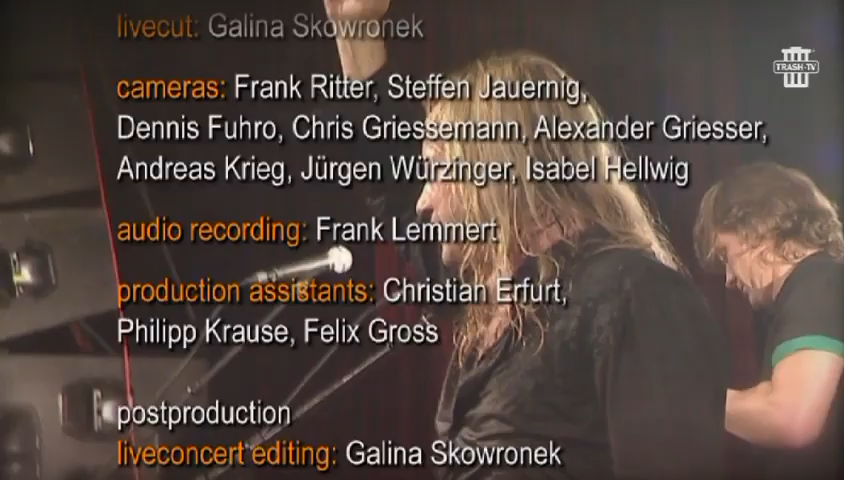 livecut: Galina Skowronek
TRASH-TV
cameras: Frank Ritter, Steffen Jauernig,
Dennis Fuhro, Chris Griessemann, Alexander Griesser,
Andreas Krieg, Jürgen Würzinger, Isabel Hellwig
audio recording: Frank Lemmert
production assistants: Christian Erfurt,
Philipp Krause, Felix Gross
postproduction
liveconcert editing: Galina Skowronek